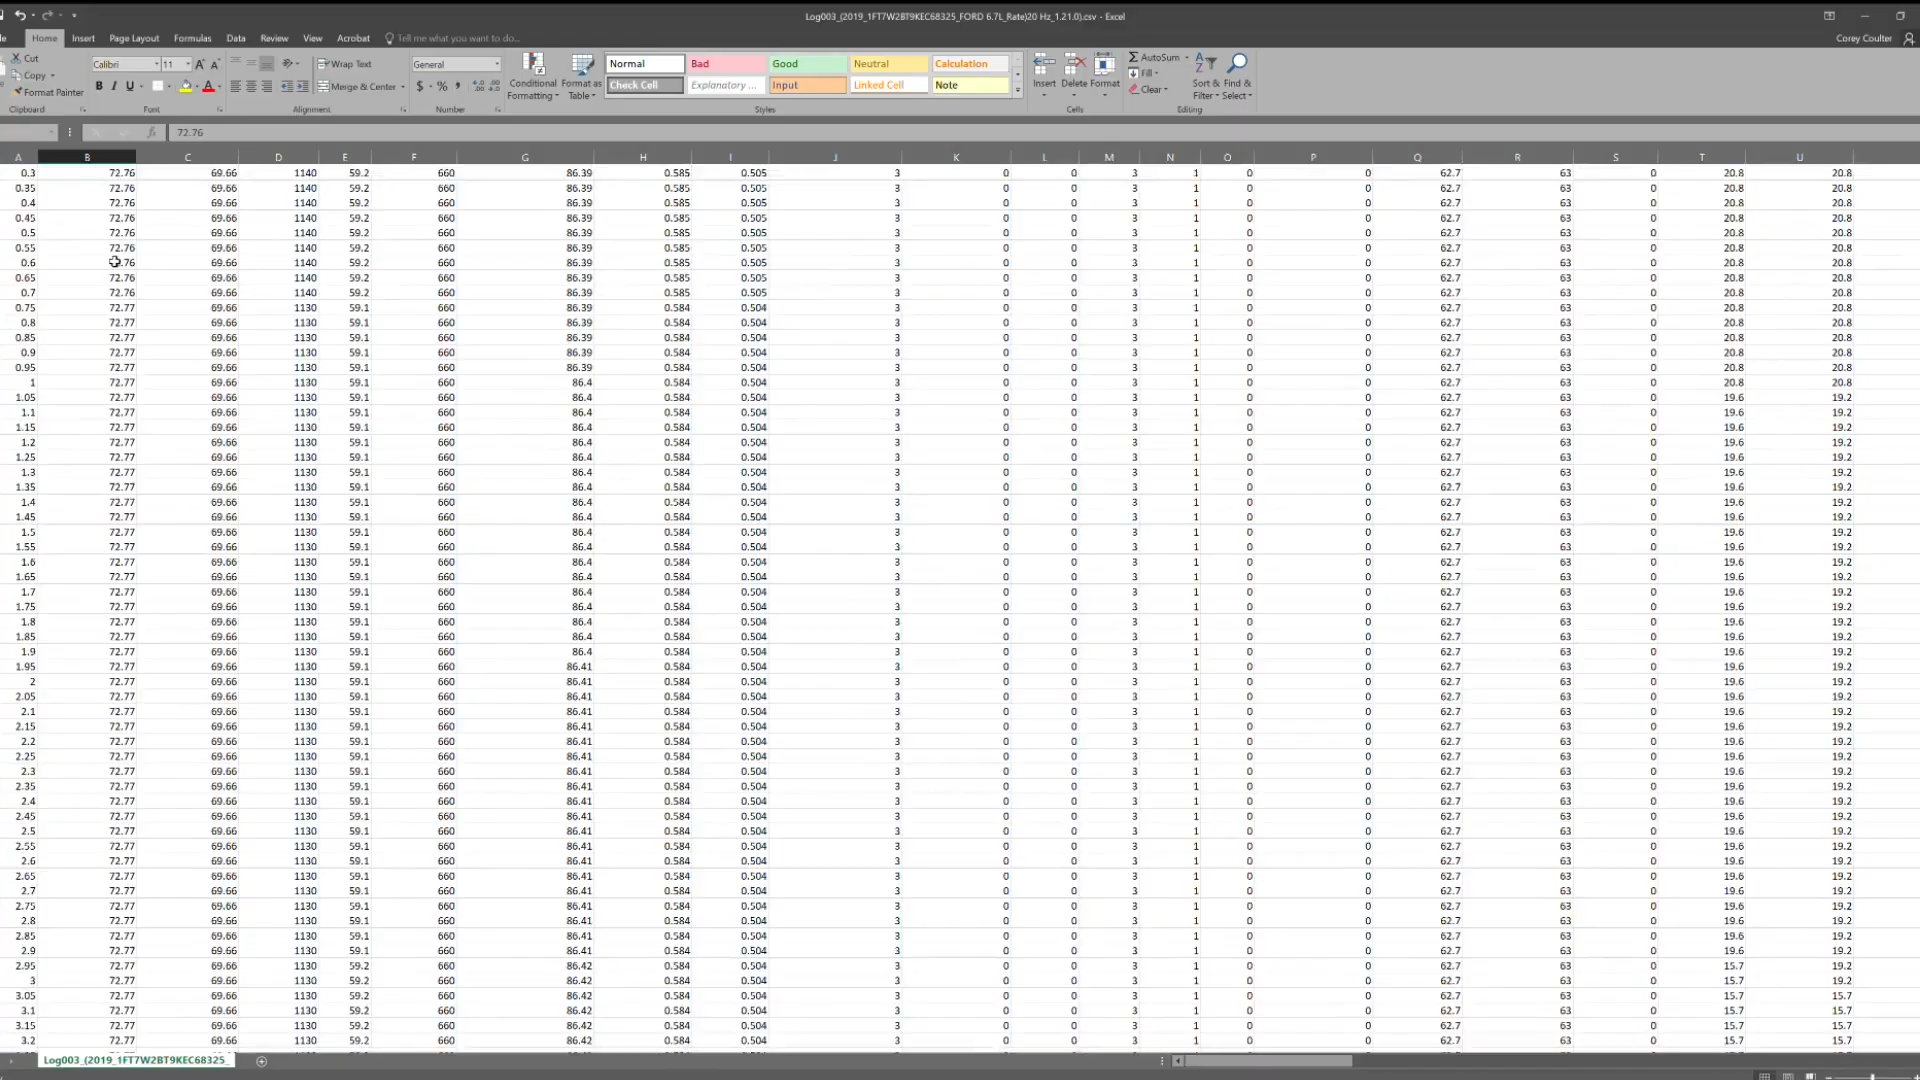 Log003_(2019_1FT7W2BT9KEC68325_FORD 6.7L_Rate)20 Hz_1.21.0).csv - Excel
Home Insert Page Layout Formulas Data Review View Acrobat Tell me what you want to do... Corey Coulter
Cut Calibri 11 Wrap Text General Normal Bad Good Neutral Calculation AutoSum
Copy Fill
Format Painter B I U Merge & Center $ % Conditional Formatting Format as Table Check Cell Explanatory ... Input Linked Cell Note Insert Delete Format Clear Sort & Filter Find & Select
Clipboard Font Alignment Number Styles Cells Editing
72.76
A B C D E F G H I J K L M N O P Q R S T U
0.3 72.76 69.66 1140 59.2 660 86.39 0.585 0.505 3 0 0 3 1 0 0 62.7 63 0 20.8 20.8
0.35 72.76 69.66 1140 59.2 660 86.39 0.585 0.505 3 0 0 3 1 0 0 62.7 63 0 20.8 20.8
0.4 72.76 69.66 1140 59.2 660 86.39 0.585 0.505 3 0 0 3 1 0 0 62.7 63 0 20.8 20.8
0.45 72.76 69.66 1140 59.2 660 86.39 0.585 0.505 3 0 0 3 1 0 0 62.7 63 0 20.8 20.8
0.5 72.76 69.66 1140 59.2 660 86.39 0.585 0.505 3 0 0 3 1 0 0 62.7 63 0 20.8 20.8
0.55 72.76 69.66 1140 59.2 660 86.39 0.585 0.505 3 0 0 3 1 0 0 62.7 63 0 20.8 20.8
0.6 .76 69.66 1140 59.2 660 86.39 0.585 0.505 3 0 0 3 1 0 0 62.7 63 0 20.8 20.8
0.65 72.76 69.66 1140 59.2 660 86.39 0.585 0.505 3 0 0 3 1 0 0 62.7 63 0 20.8 20.8
0.7 72.76 69.66 1140 59.2 660 86.39 0.585 0.505 3 0 0 3 1 0 0 62.7 63 0 20.8 20.8
0.75 72.77 69.66 1130 59.1 660 86.39 0.584 0.504 3 0 0 3 1 0 0 62.7 63 0 20.8 20.8
0.8 72.77 69.66 1130 59.1 660 86.39 0.584 0.504 3 0 0 3 1 0 0 62.7 63 0 20.8 20.8
0.85 72.77 69.66 1130 59.1 660 86.39 0.584 0.504 3 0 0 3 1 0 0 62.7 63 0 20.8 20.8
0.9 72.77 69.66 1130 59.1 660 86.39 0.584 0.504 3 0 0 3 1 0 0 62.7 63 0 20.8 20.8
0.95 72.77 69.66 1130 59.1 660 86.39 0.584 0.504 3 0 0 3 1 0 0 62.7 63 0 20.8 20.8
1 72.77 69.66 1130 59.1 660 86.4 0.584 0.504 3 0 0 3 1 0 0 62.7 63 0 20.8 20.8
1.05 72.77 69.66 1130 59.1 660 86.4 0.584 0.504 3 0 0 3 1 0 0 62.7 63 0 19.6 19.2
1.1 72.77 69.66 1130 59.1 660 86.4 0.584 0.504 3 0 0 3 1 0 0 62.7 63 0 19.6 19.2
1.15 72.77 69.66 1130 59.1 660 86.4 0.584 0.504 3 0 0 3 1 0 0 62.7 63 0 19.6 19.2
1.2 72.77 69.66 1130 59.1 660 86.4 0.584 0.504 3 0 0 3 1 0 0 62.7 63 0 19.6 19.2
1.25 72.77 69.66 1130 59.1 660 86.4 0.584 0.504 3 0 0 3 1 0 0 62.7 63 0 19.6 19.2
1.3 72.77 69.66 1130 59.1 660 86.4 0.584 0.504 3 0 0 3 1 0 0 62.7 63 0 19.6 19.2
1.35 72.77 69.66 1130 59.1 660 86.4 0.584 0.504 3 0 0 3 1 0 0 62.7 63 0 19.6 19.2
1.4 72.77 69.66 1130 59.1 660 86.4 0.584 0.504 3 0 0 3 1 0 0 62.7 63 0 19.6 19.2
1.45 72.77 69.66 1130 59.1 660 86.4 0.584 0.504 3 0 0 3 1 0 0 62.7 63 0 19.6 19.2
1.5 72.77 69.66 1130 59.1 660 86.4 0.584 0.504 3 0 0 3 1 0 0 62.7 63 0 19.6 19.2
1.55 72.77 69.66 1130 59.1 660 86.4 0.584 0.504 3 0 0 3 1 0 0 62.7 63 0 19.6 19.2
1.6 72.77 69.66 1130 59.1 660 86.4 0.584 0.504 3 0 0 3 1 0 0 62.7 63 0 19.6 19.2
1.65 72.77 69.66 1130 59.1 660 86.4 0.584 0.504 3 0 0 3 1 0 0 62.7 63 0 19.6 19.2
1.7 72.77 69.66 1130 59.1 660 86.4 0.584 0.504 3 0 0 3 1 0 0 62.7 63 0 19.6 19.2
1.75 72.77 69.66 1130 59.1 660 86.4 0.584 0.504 3 0 0 3 1 0 0 62.7 63 0 19.6 19.2
1.8 72.77 69.66 1130 59.1 660 86.4 0.584 0.504 3 0 0 3 1 0 0 62.7 63 0 19.6 19.2
1.85 72.77 69.66 1130 59.1 660 86.4 0.584 0.504 3 0 0 3 1 0 0 62.7 63 0 19.6 19.2
1.9 72.77 69.66 1130 59.1 660 86.4 0.584 0.504 3 0 0 3 1 0 0 62.7 63 0 19.6 19.2
1.95 72.77 69.66 1130 59.1 660 86.41 0.584 0.504 3 0 0 3 1 0 0 62.7 63 0 19.6 19.2
2 72.77 69.66 1130 59.1 660 86.41 0.584 0.504 3 0 0 3 1 0 0 62.7 63 0 19.6 19.2
2.05 72.77 69.66 1130 59.1 660 86.41 0.584 0.504 3 0 0 3 1 0 0 62.7 63 0 19.6 19.2
2.1 72.77 69.66 1130 59.1 660 86.41 0.584 0.504 3 0 0 3 1 0 0 62.7 63 0 19.6 19.2
2.15 72.77 69.66 1130 59.1 660 86.41 0.584 0.504 3 0 0 3 1 0 0 62.7 63 0 19.6 19.2
2.2 72.77 69.66 1130 59.1 660 86.41 0.584 0.504 3 0 0 3 1 0 0 62.7 63 0 19.6 19.2
2.25 72.77 69.66 1130 59.1 660 86.41 0.584 0.504 3 0 0 3 1 0 0 62.7 63 0 19.6 19.2
2.3 72.77 69.66 1130 59.1 660 86.41 0.584 0.504 3 0 0 3 1 0 0 62.7 63 0 19.6 19.2
2.35 72.77 69.66 1130 59.1 660 86.41 0.584 0.504 3 0 0 3 1 0 0 62.7 63 0 19.6 19.2
2.4 72.77 69.66 1130 59.1 660 86.41 0.584 0.504 3 0 0 3 1 0 0 62.7 63 0 19.6 19.2
2.45 72.77 69.66 1130 59.1 660 86.41 0.584 0.504 3 0 0 3 1 0 0 62.7 63 0 19.6 19.2
2.5 72.77 69.66 1130 59.1 660 86.41 0.584 0.504 3 0 0 3 1 0 0 62.7 63 0 19.6 19.2
2.55 72.77 69.66 1130 59.1 660 86.41 0.584 0.504 3 0 0 3 1 0 0 62.7 63 0 19.6 19.2
2.6 72.77 69.66 1130 59.1 660 86.41 0.584 0.504 3 0 0 3 1 0 0 62.7 63 0 19.6 19.2
2.65 72.77 69.66 1130 59.1 660 86.41 0.584 0.504 3 0 0 3 1 0 0 62.7 63 0 19.6 19.2
2.7 72.77 69.66 1130 59.1 660 86.41 0.584 0.504 3 0 0 3 1 0 0 62.7 63 0 19.6 19.2
2.75 72.77 69.66 1130 59.1 660 86.41 0.584 0.504 3 0 0 3 1 0 0 62.7 63 0 19.6 19.2
2.8 72.77 69.66 1130 59.1 660 86.41 0.584 0.504 3 0 0 3 1 0 0 62.7 63 0 19.6 19.2
2.85 72.77 69.66 1130 59.1 660 86.41 0.584 0.504 3 0 0 3 1 0 0 62.7 63 0 19.6 19.2
2.9 72.77 69.66 1130 59.1 660 86.41 0.584 0.504 3 0 0 3 1 0 0 62.7 63 0 19.6 19.2
2.95 72.77 69.66 1130 59.2 660 86.42 0.584 0.504 3 0 0 3 1 0 0 62.7 63 0 15.7 19.2
3 72.77 69.66 1130 59.2 660 86.42 0.584 0.504 3 0 0 3 1 0 0 62.7 63 0 15.7 19.2
3.05 72.77 69.66 1130 59.2 660 86.42 0.584 0.504 3 0 0 3 1 0 0 62.7 63 0 15.7 15.7
3.1 72.77 69.66 1130 59.2 660 86.42 0.584 0.504 3 0 0 3 1 0 0 62.7 63 0 15.7 15.7
3.15 72.77 69.66 1130 59.2 660 86.42 0.584 0.504 3 0 0 3 1 0 0 62.7 63 0 15.7 15.7
3.2 72.77 69.66 1130 59.2 660 86.42 0.584 0.504 3 0 0 3 1 0 0 62.7 63 0 15.7 15.7
Log003_(2019_1FT7W2BT9KEC68325_